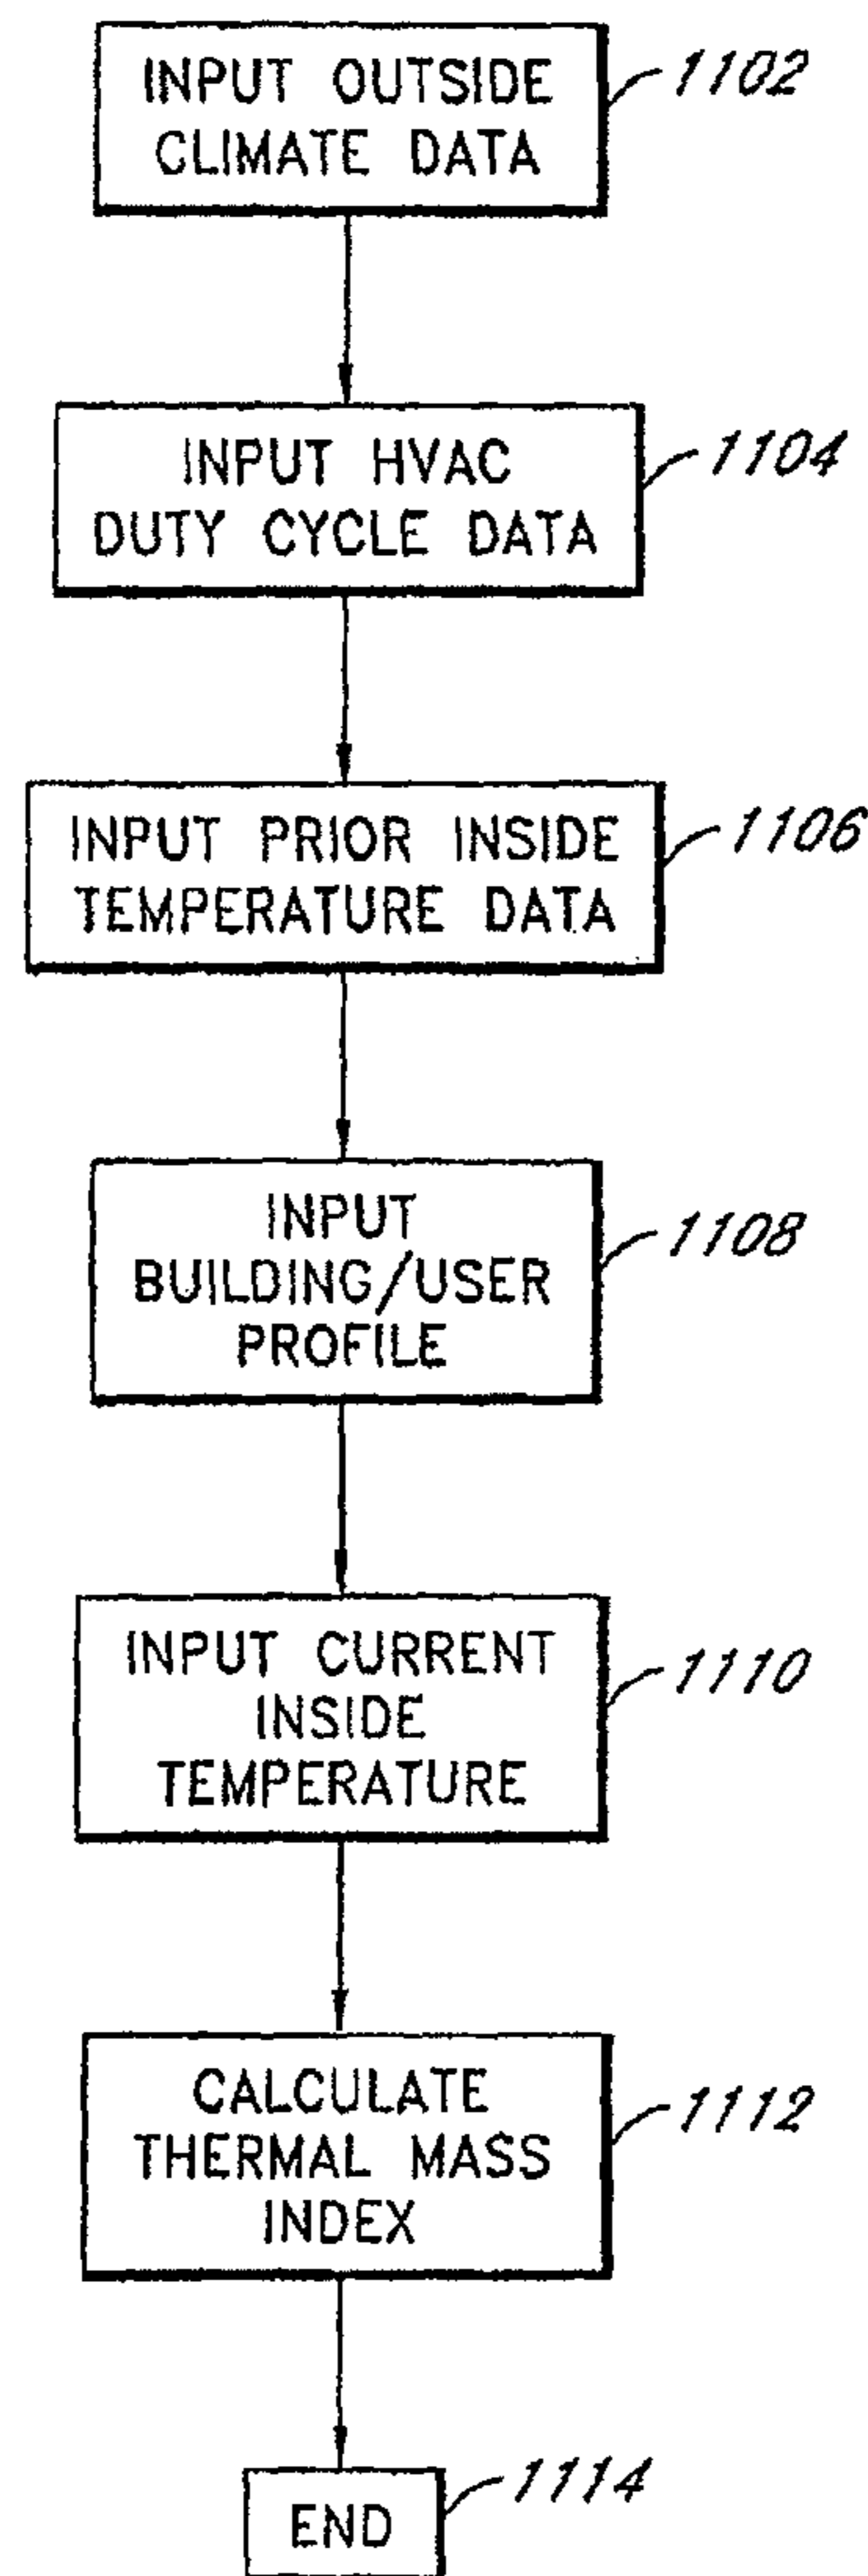 INPUT OUTSIDE
CLIMATE DATA
1102
INPUT HVAC
DUTY CYCLE DATA
1104
INPUT PRIOR INSIDE
TEMPERATURE DATA
1106
INPUT
BUILDING/USER
PROFILE
1108
INPUT CURRENT
INSIDE
TEMPERATURE
1110
CALCULATE
THERMAL MASS
INDEX
1112
END
1114